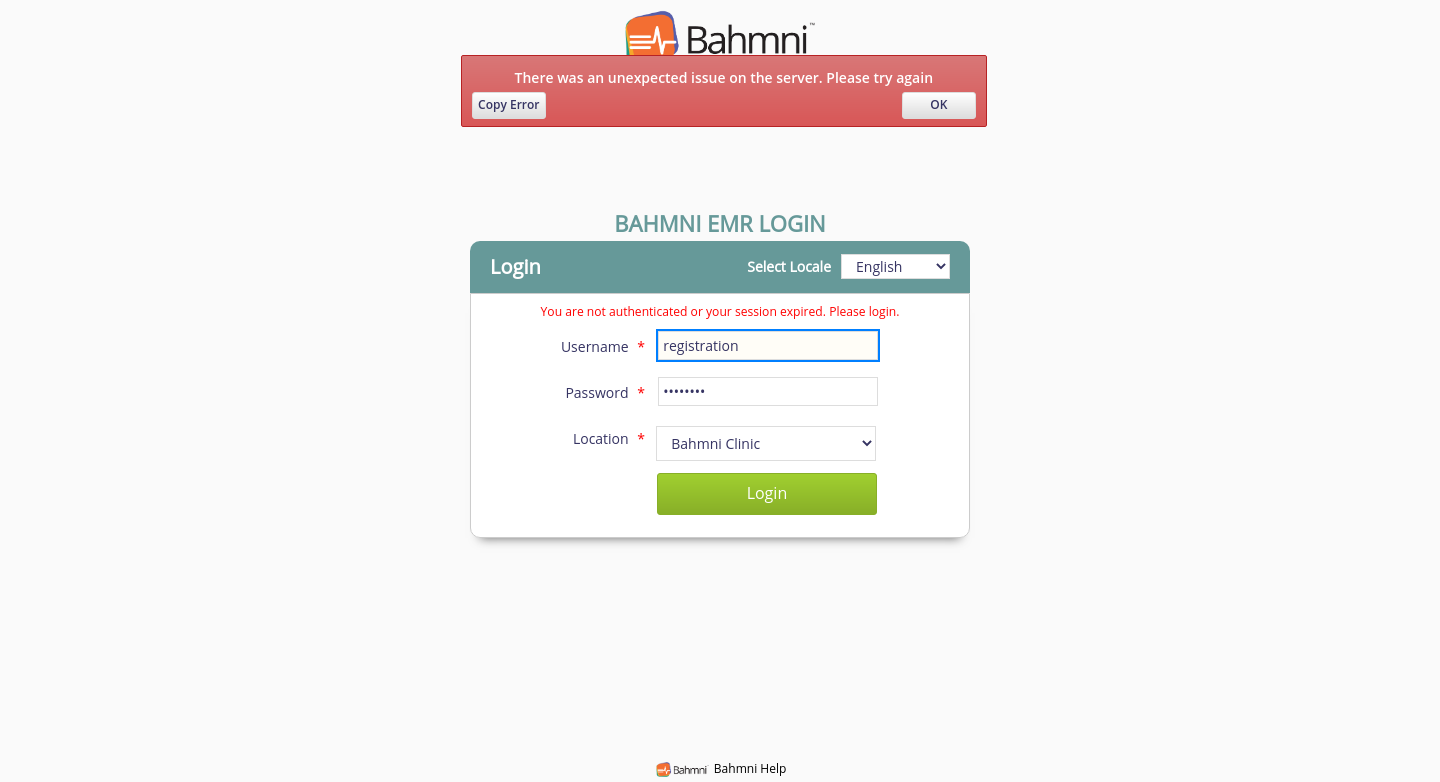 Bahmni™
There was an unexpected issue on the server. Please try again
Copy Error
OK
BAHMNI EMR LOGIN
Login
Select Locale
English
You are not authenticated or your session expired. Please login.
Username *
registration
Password *
••••••••
Location *
Bahmni Clinic
Login
Bahmni
Bahmni Help